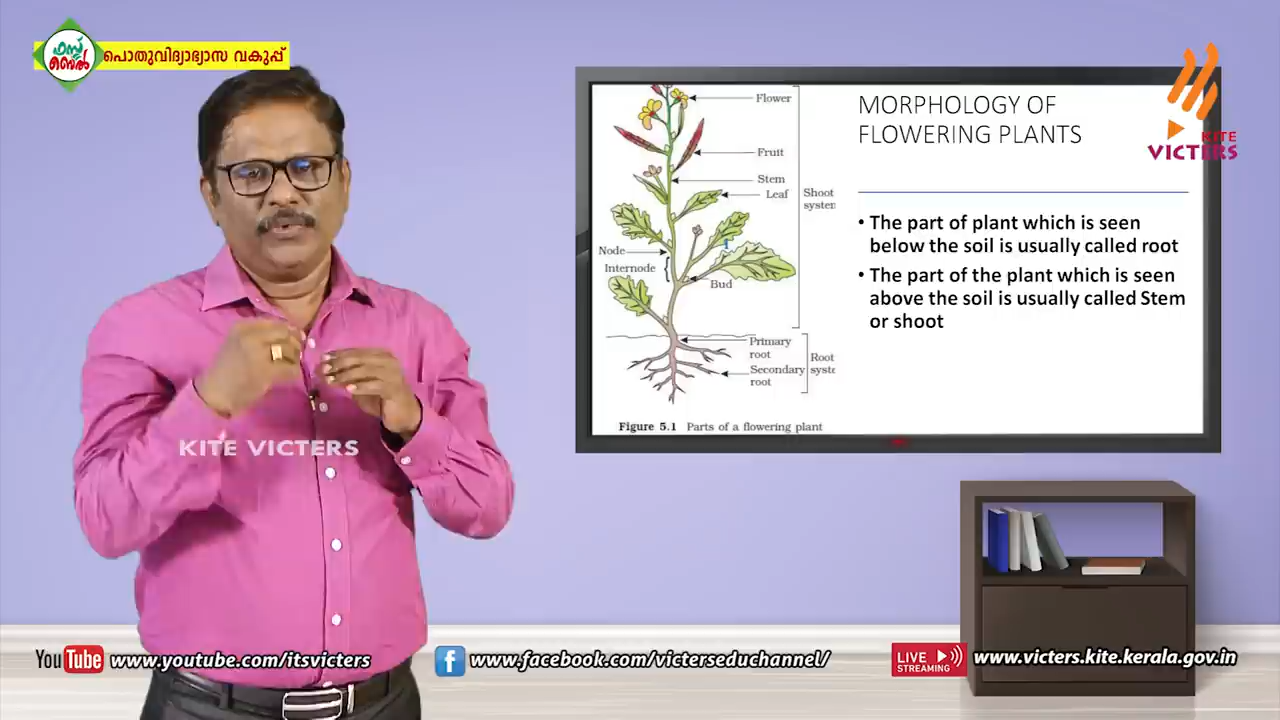 ഫസ്റ്റ്
ബെൽ
പൊതുവിദ്യാഭ്യാസ വകുപ്പ്
Flower
Fruit
Stem
Leaf
Shoot
system
Node
Internode
Bud
Primary
root
Secondary
root
Root
syste
Figure 5.1 Parts of a flowering plant
MORPHOLOGY OF
FLOWERING PLANTS
• The part of plant which is seen
below the soil is usually called root
• The part of the plant which is seen
above the soil is usually called Stem
or shoot
KITE
VICTERS
KITE VICTERS
YouTube www.youtube.com/itsvicters
f www.facebook.com/victerseduchannel/
LIVE
STREAMING
www.victers.kite.kerala.gov.in